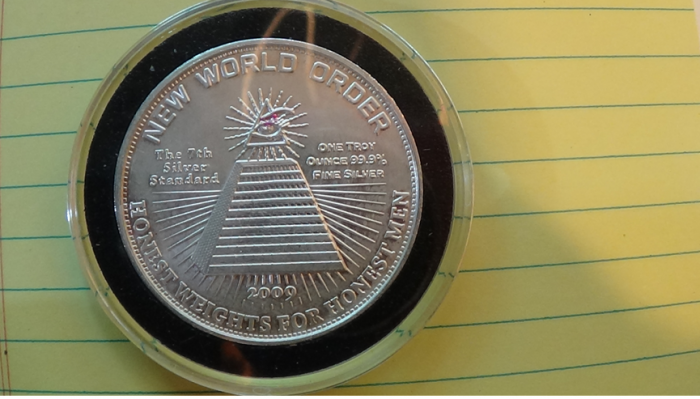 NEW WORLD ORDER
The 7th
Silver
Standard
ONE TROY
OUNCE 99.9%
FINE SILVER
2009
HONEST WEIGHTS FOR HONEST MEN